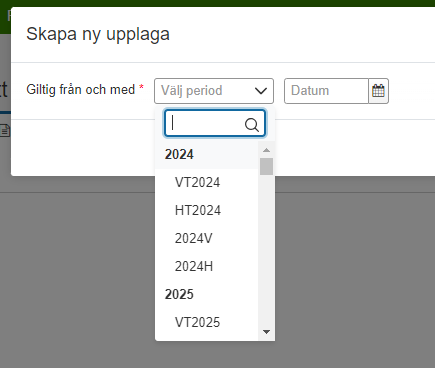 Skapa ny upplaga
Giltig från och med * Välj period Datum
2024
VT2024
HT2024
2024V
2024H
2025
VT2025